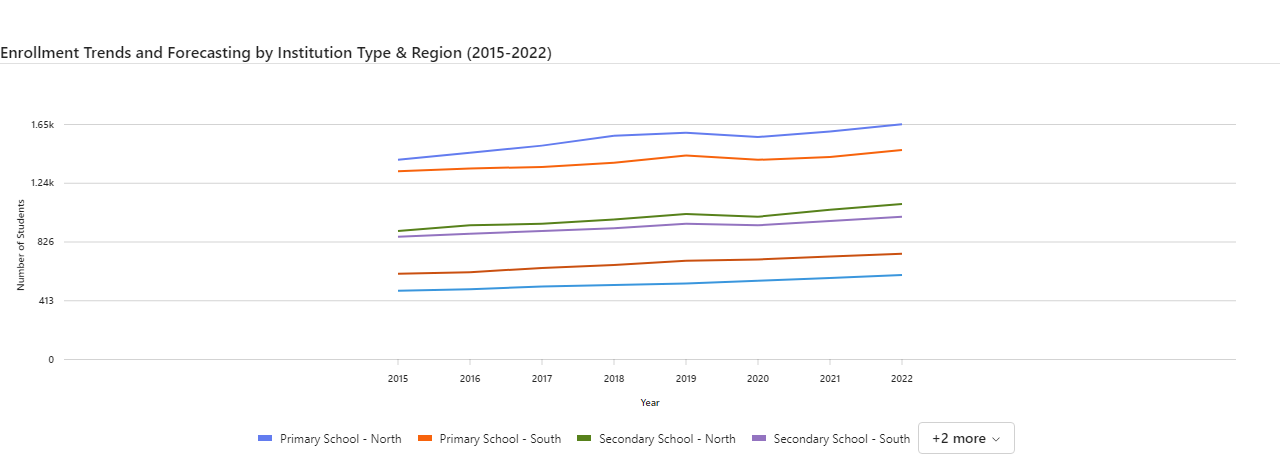 Enrollment Trends and Forecasting by Institution Type & Region (2015-2022)
1.65k
1.24k
826
413
0
Number of Students
2015 2016 2017 2018 2019 2020 2021 2022
Year
Primary School - North Primary School - South Secondary School - North Secondary School - South +2 more